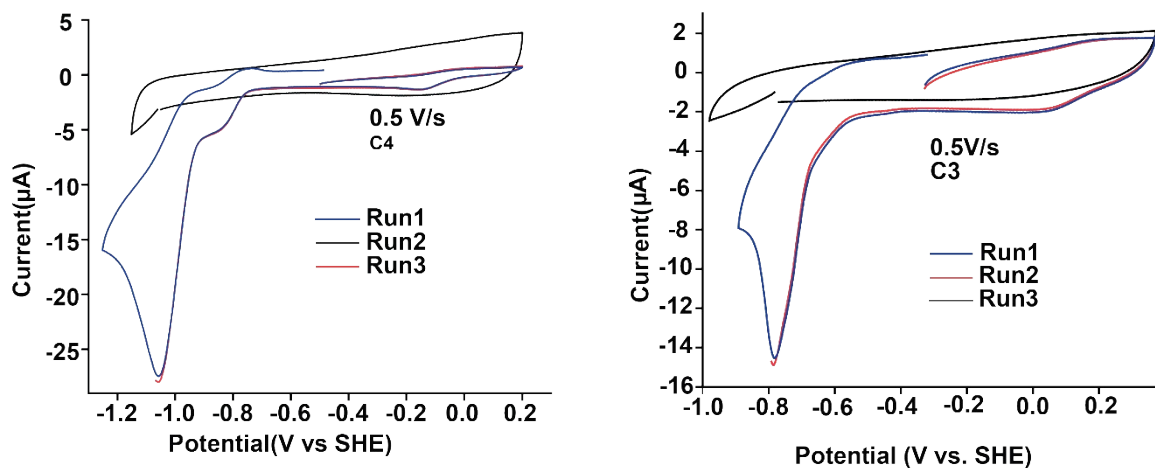 5
0
-5
-10
-15
-20
-25
Current(μA)
-1.2 -1.0 -0.8 -0.6 -0.4 -0.2 0.0 0.2
Potential(V vs SHE)
0.5 V/s
C4
Run1
Run2
Run3
2
0
-2
-4
-6
-8
-10
-12
-14
-16
Current(μA)
-1.0 -0.8 -0.6 -0.4 -0.2 0.0 0.2
Potential (V vs. SHE)
0.5V/s
C3
Run1
Run2
Run3